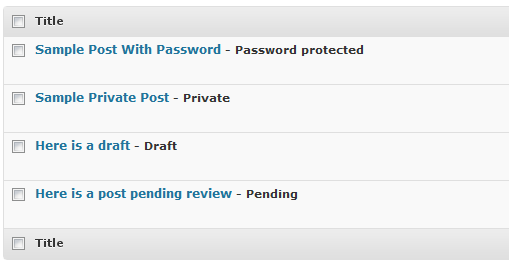 Title
Sample Post With Password - Password protected
Sample Private Post - Private
Here is a draft - Draft
Here is a post pending review - Pending
Title